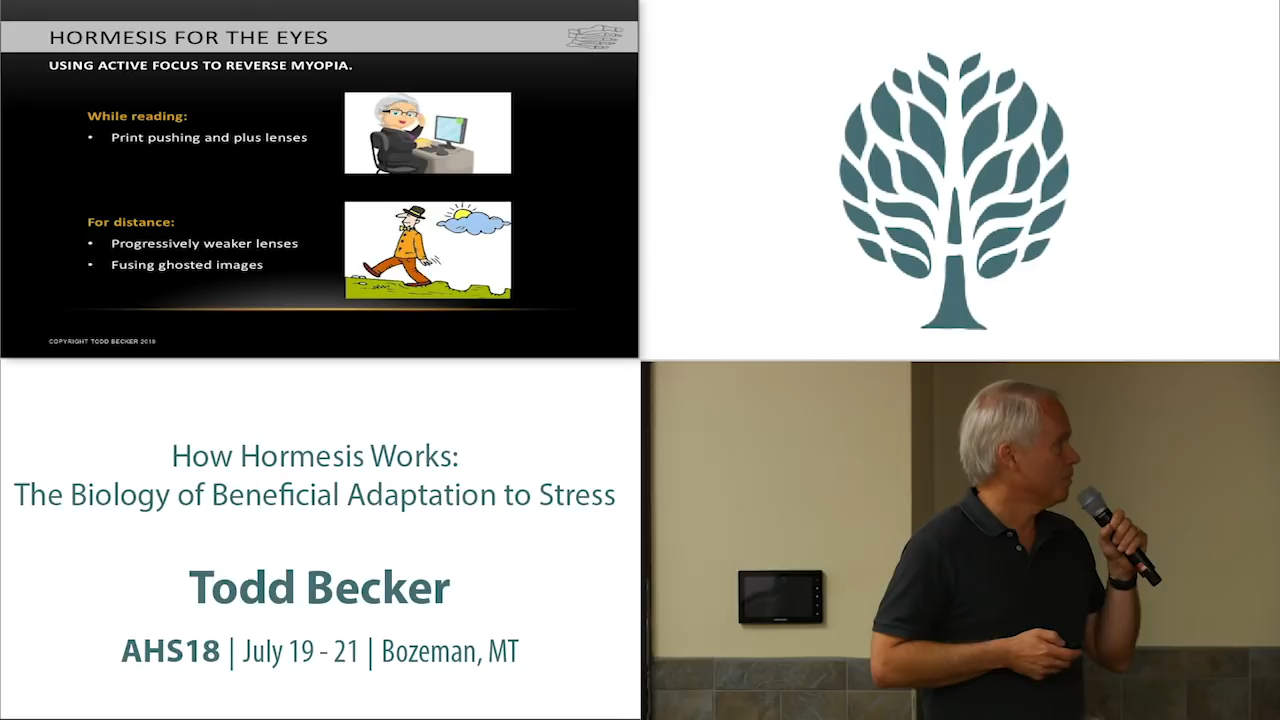 HORMESIS FOR THE EYES
USING ACTIVE FOCUS TO REVERSE MYOPIA.
While reading:
• Print pushing and plus lenses
For distance:
• Progressively weaker lenses
• Fusing ghosted images
COPYRIGHT TODD BECKER 2018
How Hormesis Works:
The Biology of Beneficial Adaptation to Stress
Todd Becker
AHS18 | July 19 - 21 | Bozeman, MT